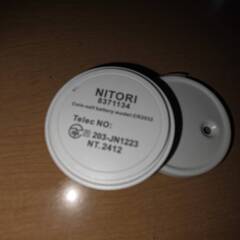 NITORI
8371134
Coin-cell battery model:CR2032
Telec NO:
203-JN1223
NT. 2412